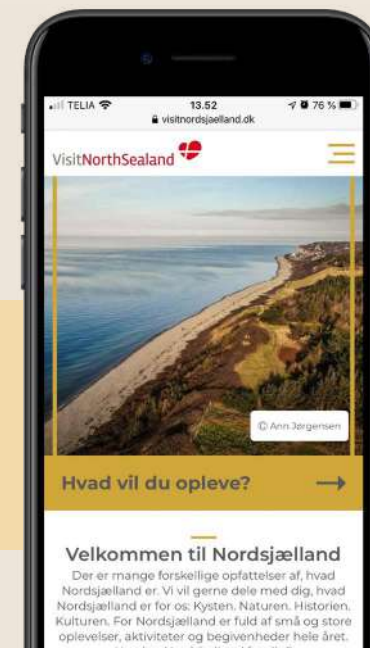 TELIA 13.52 76 %
visitnordsjaelland.dk
VisitNorthSealand
© Ann Jørgensen
Hvad vil du opleve?
Velkommen til Nordsjælland
Der er mange forskellige opfattelser af, hvad
Nordsjælland er. Vi vil gerne dele med dig, hvad
Nordsjælland er for os: Kysten. Naturen. Historien.
Kulturen. For Nordsjælland er fuld af små og store
oplevelser, aktiviteter og begivenheder hele året.